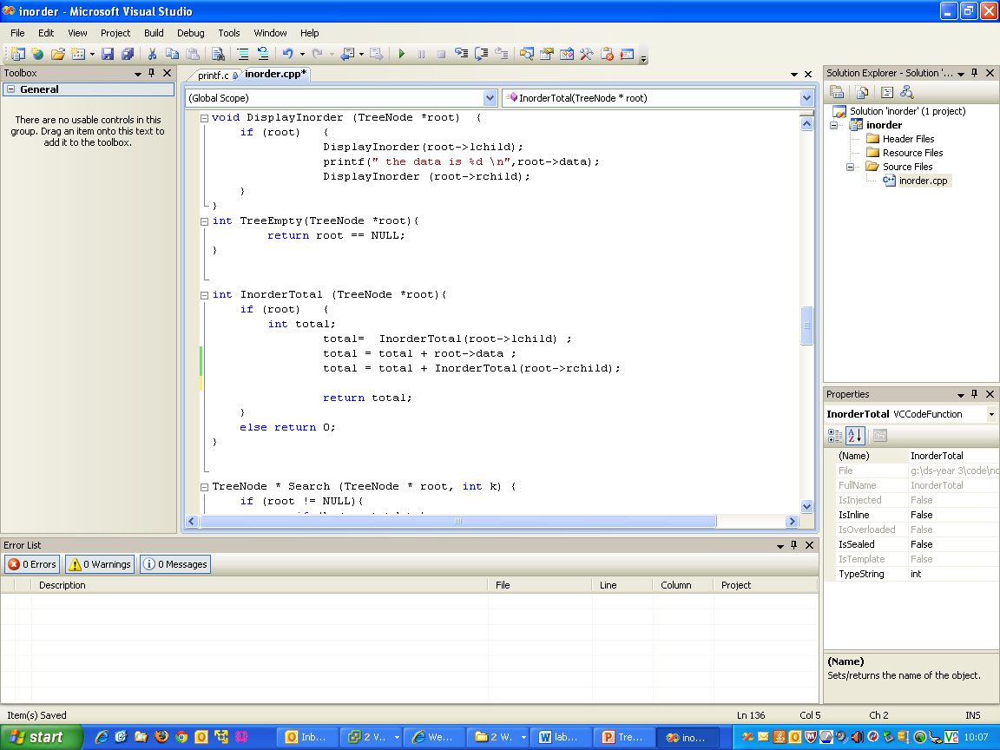 inorder - Microsoft Visual Studio
File Edit View Project Build Debug Tools Window Help
Toolbox
General
There are no usable controls in this
group. Drag an item onto this text to
add it to the toolbox.
printf.c inorder.cpp*
(Global Scope) InorderTotal(TreeNode * root)
void DisplayInorder (TreeNode *root) {
if (root) {
DisplayInorder(root->lchild);
printf(" the data is %d \n",root->data);
DisplayInorder (root->rchild);
}
}
int TreeEmpty(TreeNode *root){
return root == NULL;
}
int InorderTotal (TreeNode *root){
if (root) {
int total;
total= InorderTotal(root->lchild) ;
total = total + root->data ;
total = total + InorderTotal(root->rchild);
return total;
}
else return 0;
}
TreeNode * Search (TreeNode * root, int k) {
if (root != NULL){
Solution Explorer - Solution '...
Solution 'inorder' (1 project)
inorder
Header Files
Resource Files
Source Files
inorder.cpp
Properties
InorderTotal VCCodeFunction
(Name) InorderTotal
File g:\ds-year 3\code\
FullName InorderTotal
IsInjected False
IsInline False
IsOverloaded False
IsSealed False
IsTemplate False
TypeString int
(Name)
Sets/returns the name of the object.
Error List
0 Errors 0 Warnings 0 Messages
Description File Line Column Project
Item(s) Saved Ln 136 Col 5 Ch 2 INS
start Inb... 2 V... We... 2 W. lab... Tre... ino... 10:07